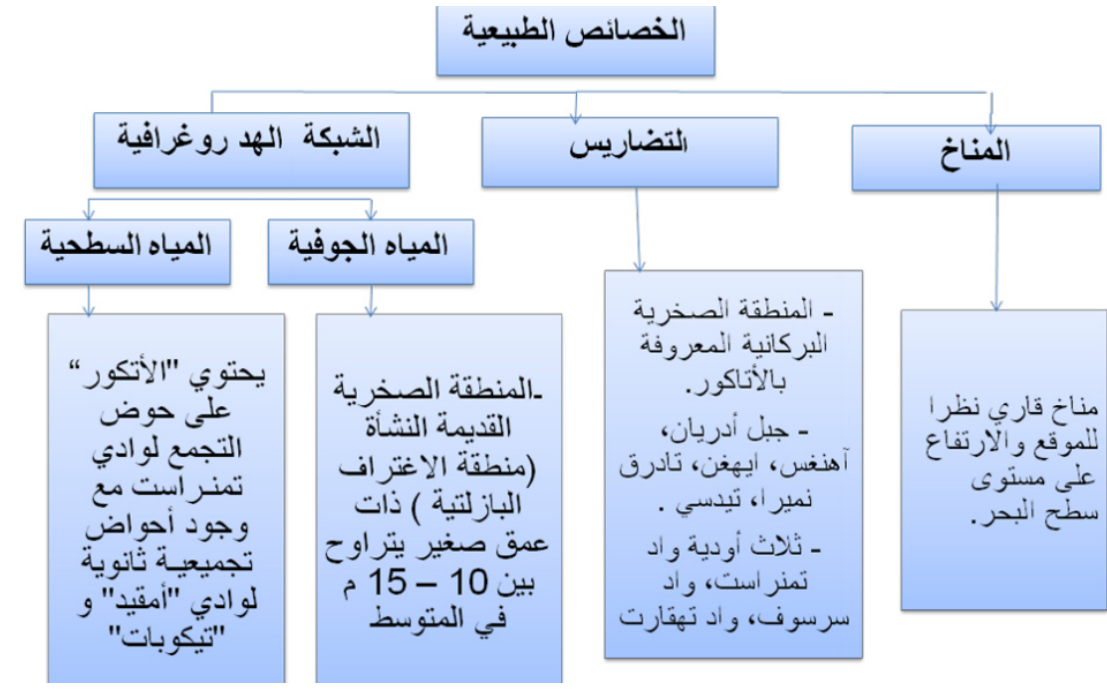 الخصائص الطبيعية
المناخ
التضاريس
الشبكة الهد روغرافية
المياه الجوفية
المياه السطحية
مناخ قاري نظرا
للموقع والارتفاع
على مستوى
سطح البحر.
- المنطقة الصخرية
البركانية المعروفة
بالأتاكور.
- جبل أدريان،
آهنغس، ايهغن، تادرق
نميرا، تيدسي .
- ثلاث أودية واد
تمنراست، واد
سرسوف، واد تهقارت
-المنطقة الصخرية
القديمة النشأة
(منطقة الاغتراف
البازلتية ) ذات
عمق صغير يتراوح
بين 10 – 15 م
في المتوسط
يحتوي "الأتكور“
على حوض
التجمع لوادي
تمنراست مع
وجود أحواض
تجميعية ثانوية
لوادي "أمقيد" و
"تيكوبات"